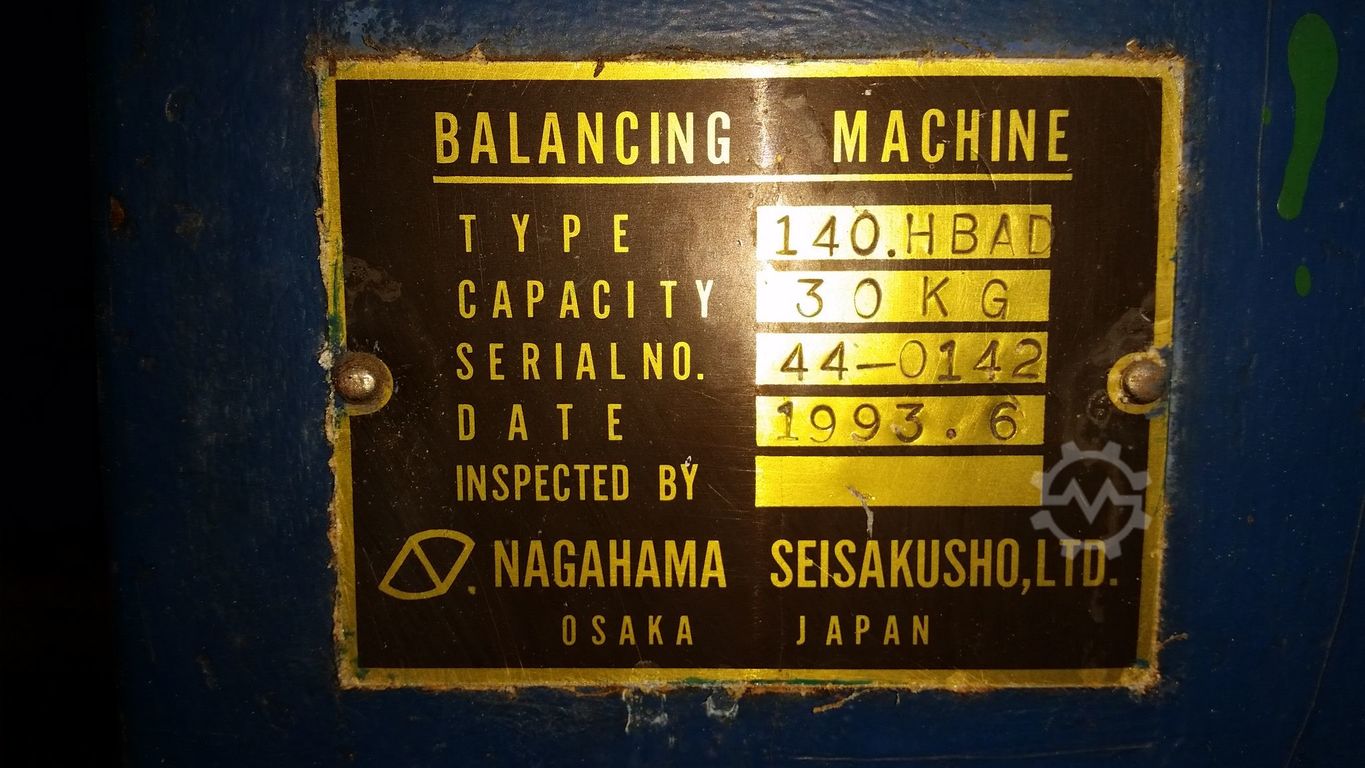 BALANCING MACHINE
TYPE 140.HBAD
CAPACITY 30KG
SERIAL NO. 44-0142
DATE 1993.6
INSPECTED BY
NAGAHAMA SEISAKUSHO,LTD.
OSAKA JAPAN